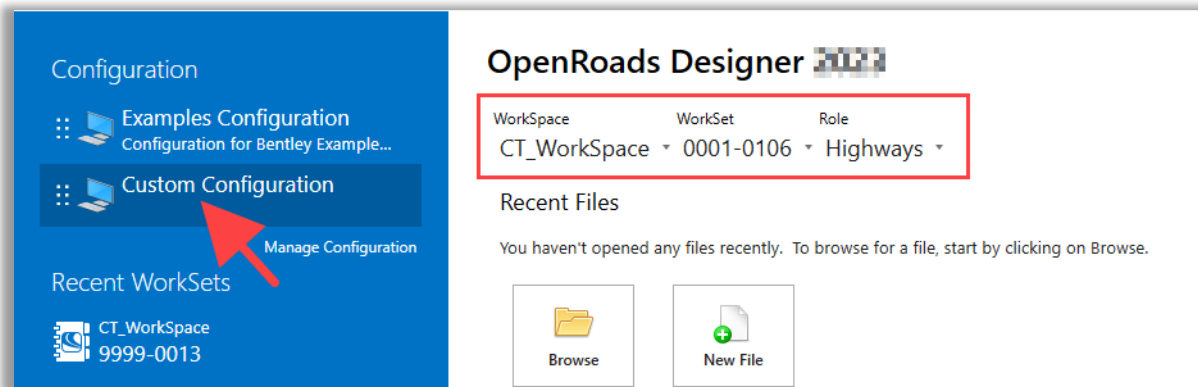 Configuration
Examples Configuration
Configuration for Bentley Example...
Custom Configuration
Manage Configuration
Recent WorkSets
CT_WorkSpace
9999-0013
OpenRoads Designer
WorkSpace WorkSet Role
CT_WorkSpace 0001-0106 Highways
Recent Files
You haven't opened any files recently. To browse for a file, start by clicking on Browse.
Browse New File